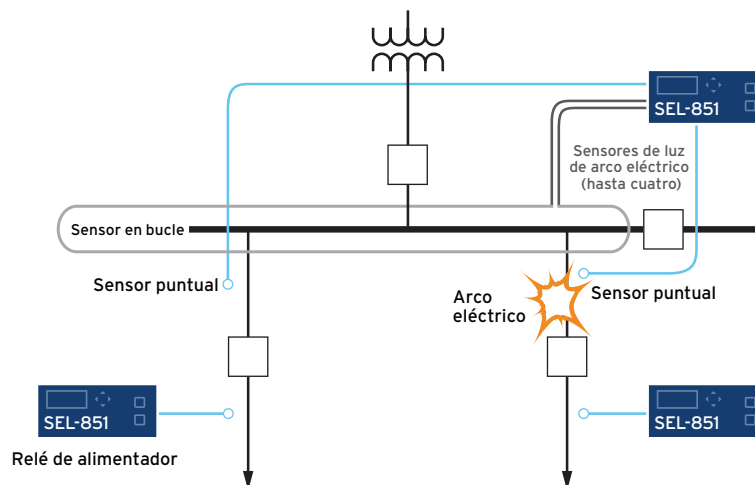 SEL-851
Sensores de luz
de arco eléctrico
(hasta cuatro)
Sensor en bucle
Sensor puntual
Arco
eléctrico
Sensor puntual
SEL-851
SEL-851
Relé de alimentador